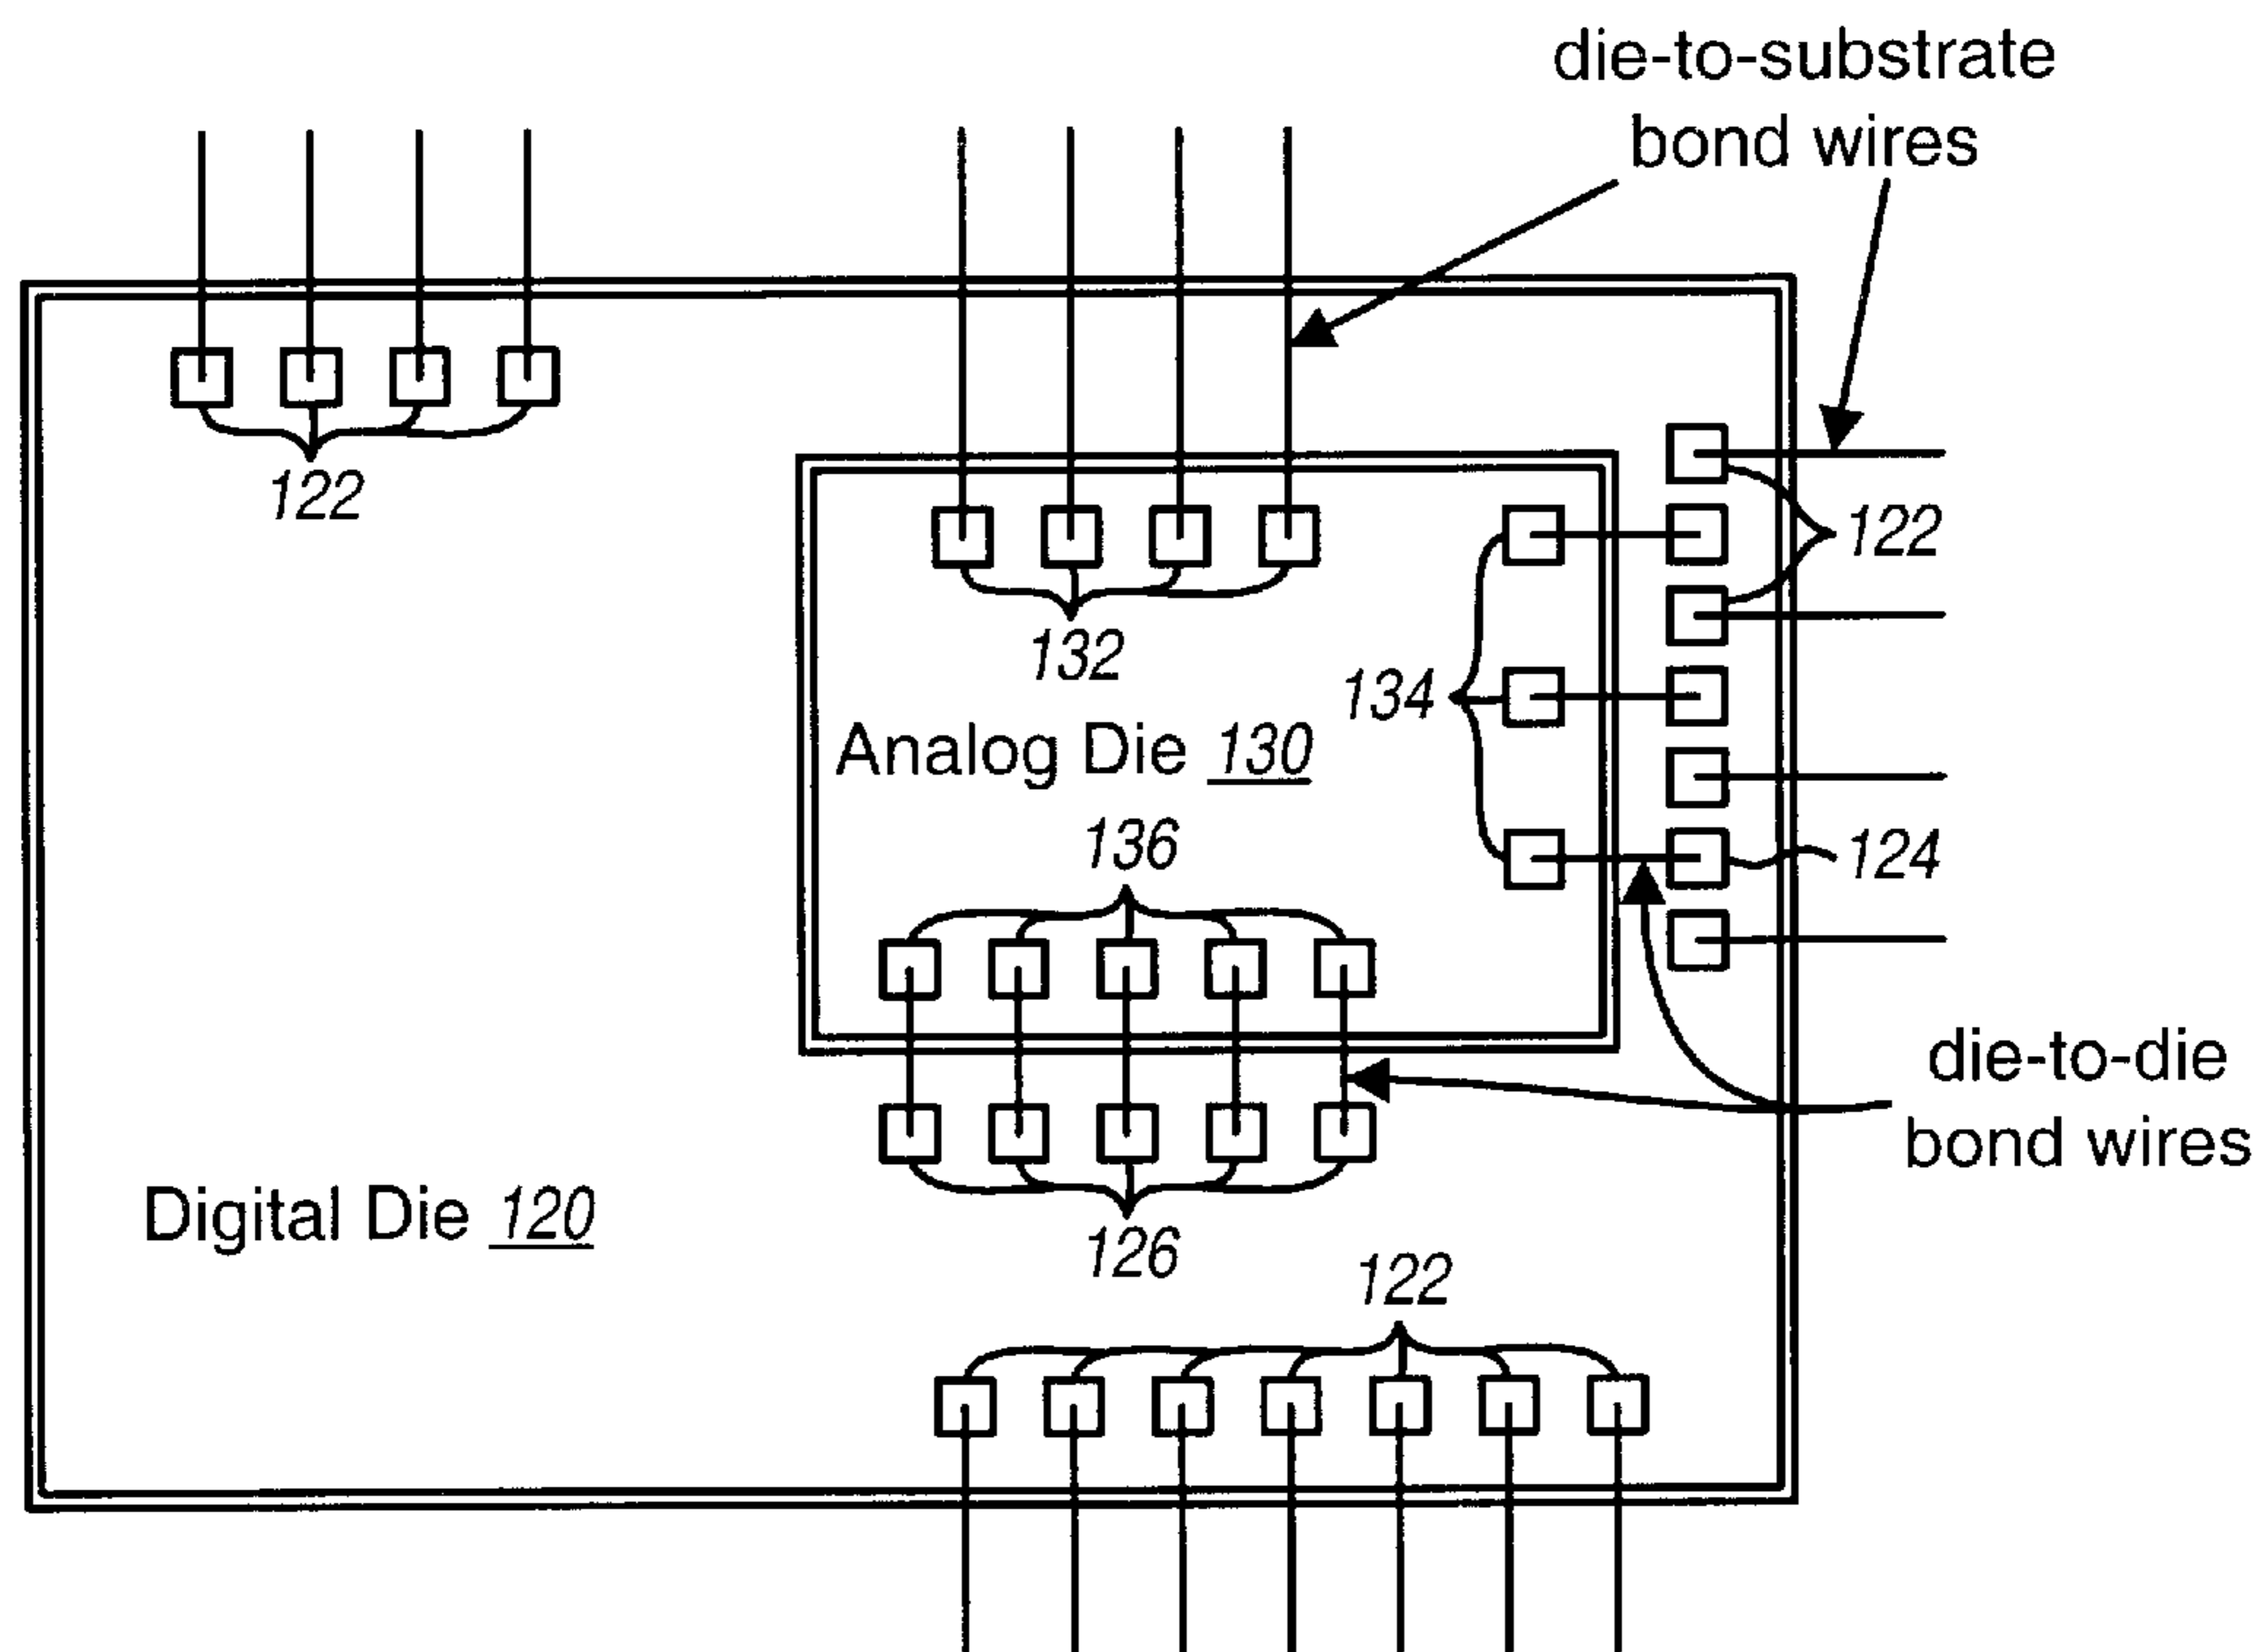 die-to-substrate
bond wires
122
122
132
134
Analog Die 130
136
124
die-to-die
bond wires
Digital Die 120
126
122